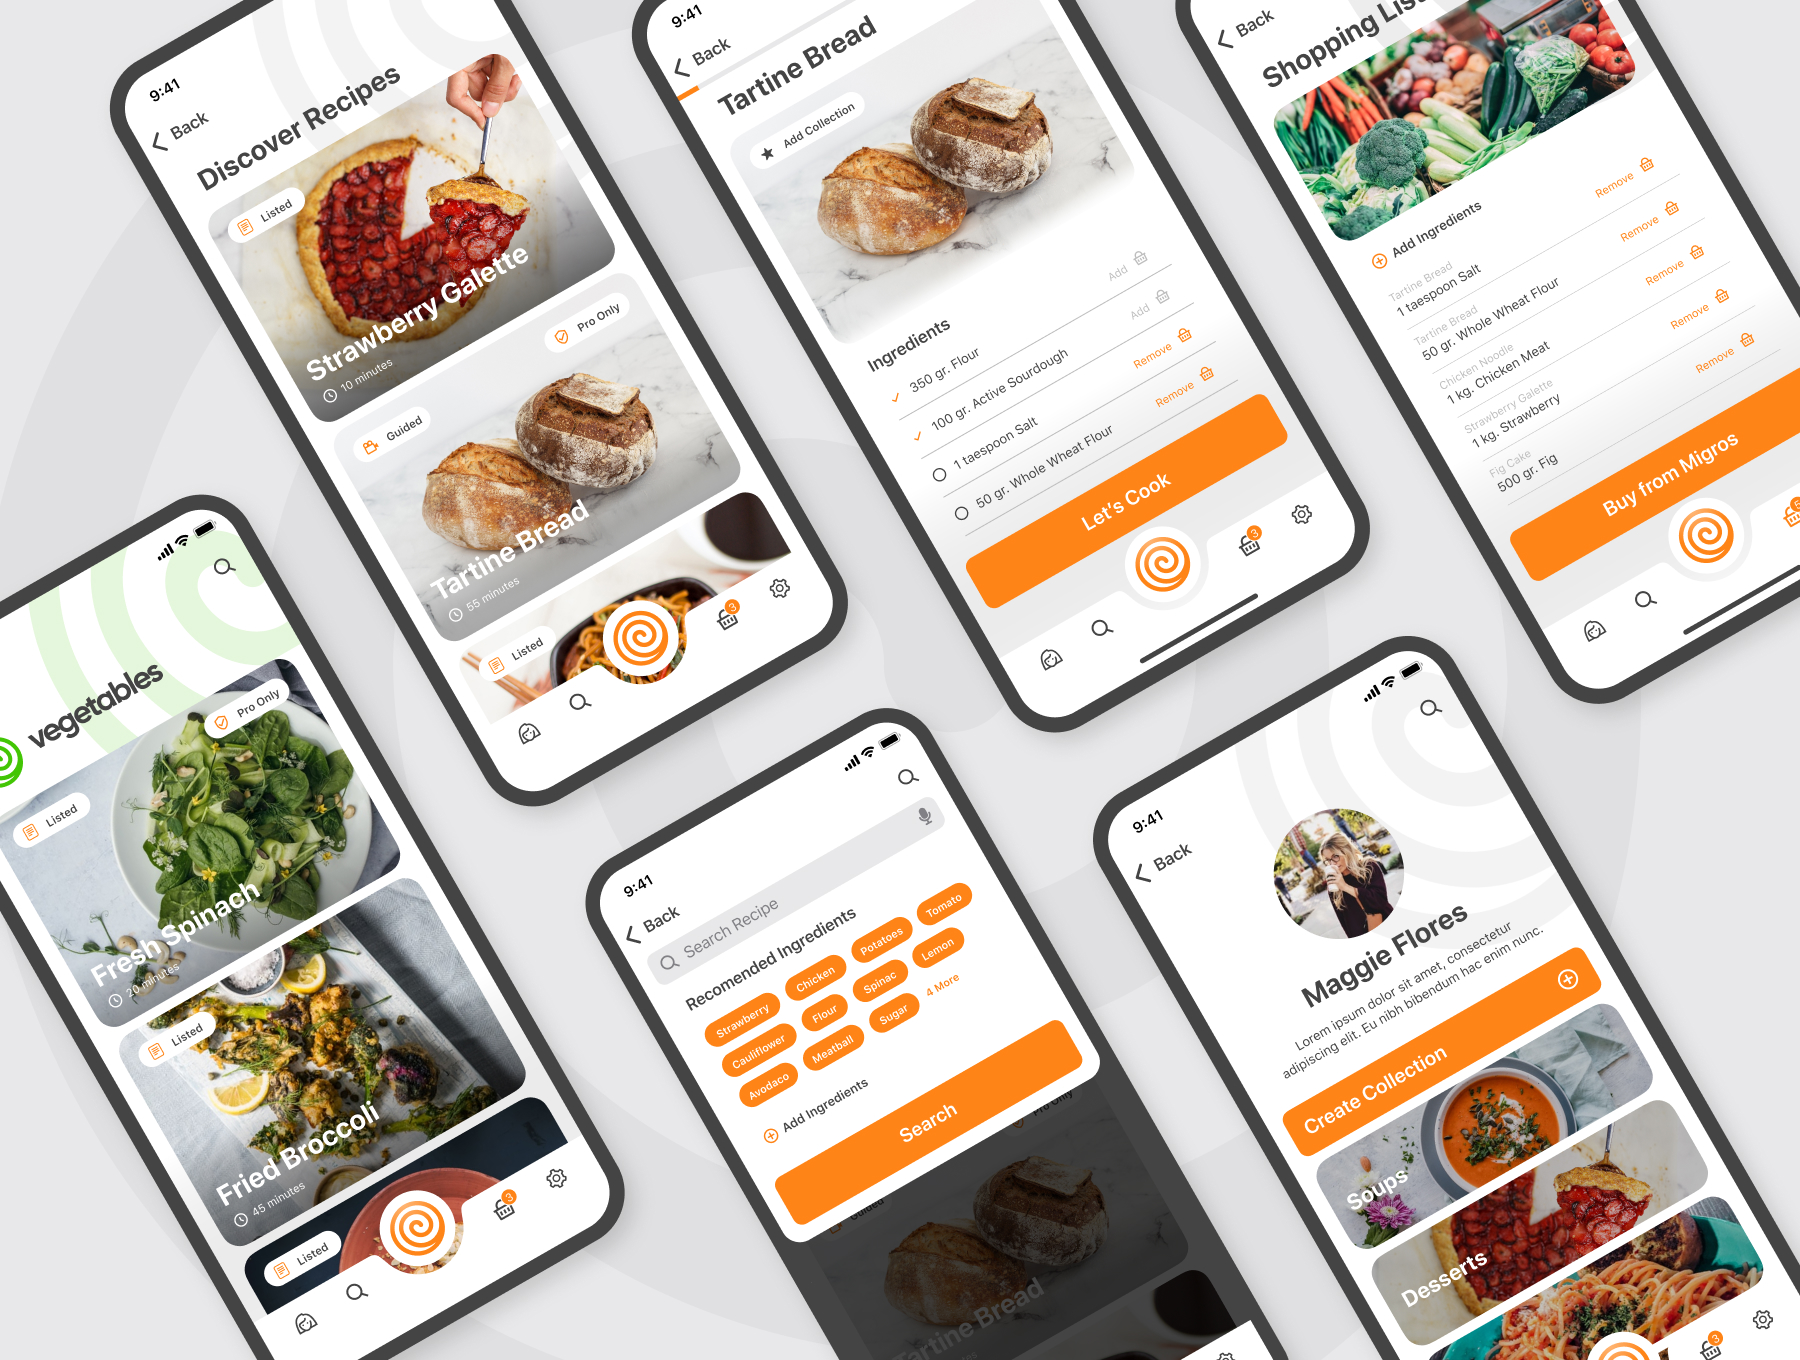 9:41
Back
Discover Recipes
Listed
Strawberry Galette
10 minutes
Pro Only
Guided
Tartine Bread
55 minutes
Listed
3
9:41
Back
Tartine Bread
Add Collection
Ingredients
350 gr. Flour
Add
100 gr. Active Sourdough
Add
1 taespoon Salt
Remove
50 gr. Whole Wheat Flour
Remove
Let's Cook
3
Back
Shopping List
Add Ingredients
Tartine Bread
1 taespoon Salt
Remove
Tartine Bread
50 gr. Whole Wheat Flour
Remove
Chicken Noodle
1 kg. Chicken Meat
Remove
Strawberry Galette
1 kg. Strawberry
Remove
Fig Cake
500 gr. Fig
Remove
Buy from Migros
vegetables
Pro Only
Listed
Fresh Spinach
20 minutes
Listed
Fried Broccoli
45 minutes
Listed
3
9:41
Back
Search Recipe
Recomended Ingredients
Strawberry
Chicken
Potatoes
Tomato
Cauliflower
Flour
Spinac
Lemon
Avodaco
Meatball
Sugar
4 More
Add Ingredients
Search
Pro Only
Guided
Tartine Bread
9:41
Back
Maggie Flores
Lorem ipsum dolor sit amet, consectetur
adipiscing elit. Eu nibh bibendum hac enim nunc.
Create Collection
Soups
Desserts
3